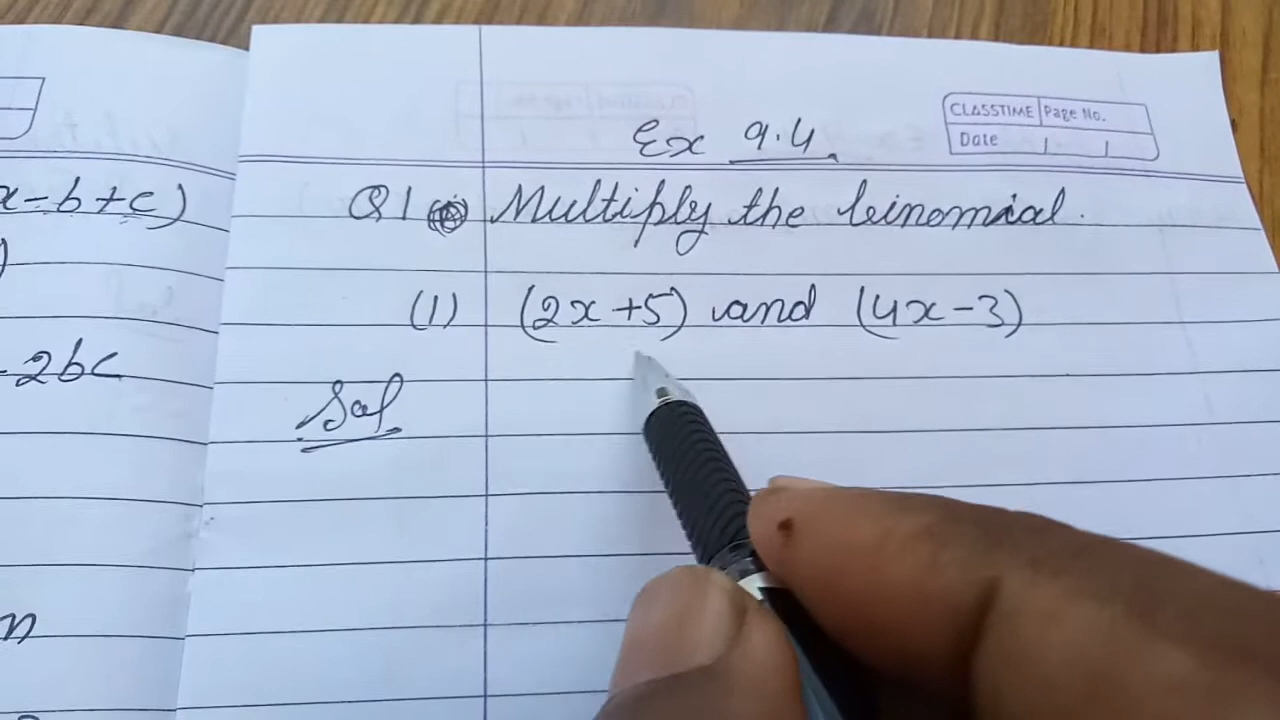 x-b+c)
)
-2bc
n
CLASSTIME Page No.
Date
Ex 9.4
Q1 Multiply the binomial.
(1) (2x+5) and (4x-3)
Sol